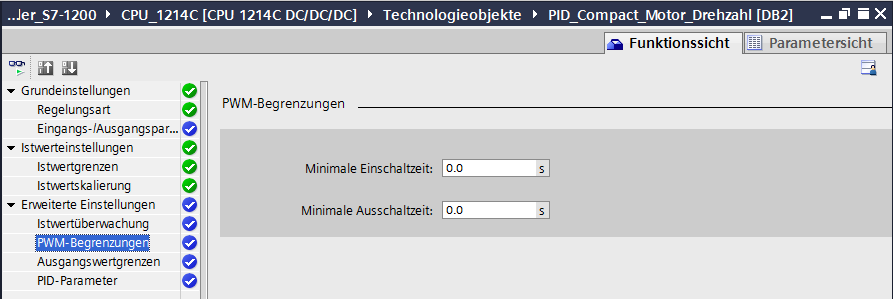 ...ler_S7-1200 CPU_1214C [CPU 1214C DC/DC/DC] Technologieobjekte PID_Compact_Motor_Drehzahl [DB2]
Funktionssicht Parametersicht
Grundeinstellungen
Regelungsart
Eingangs-/Ausgangspar...
Istwerteinstellungen
Istwertgrenzen
Istwertskalierung
Erweiterte Einstellungen
Istwertüberwachung
PWM-Begrenzungen
Ausgangswertgrenzen
PID-Parameter
PWM-Begrenzungen
Minimale Einschaltzeit: 0.0 s
Minimale Ausschaltzeit: 0.0 s